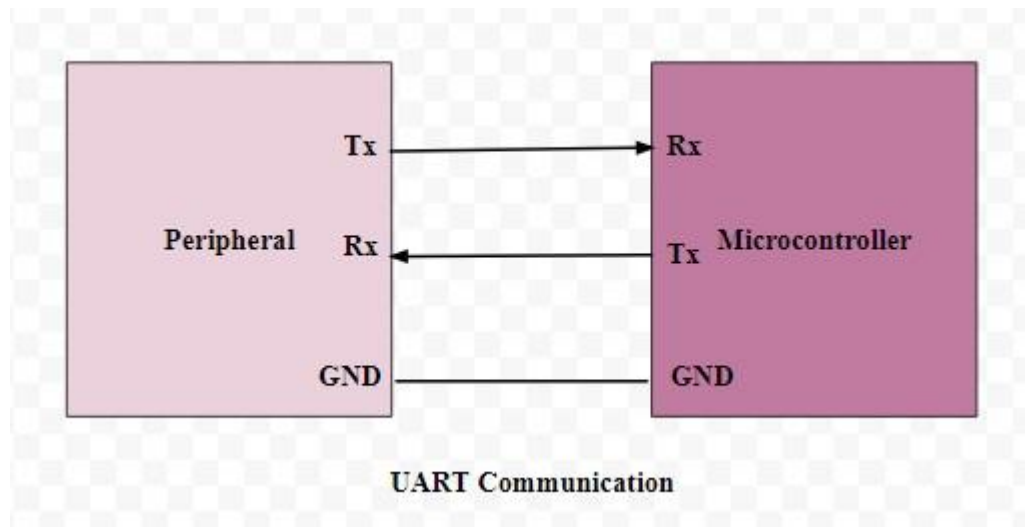 Tx
Rx
Peripheral
Rx
Tx
Microcontroller
GND
GND
UART Communication